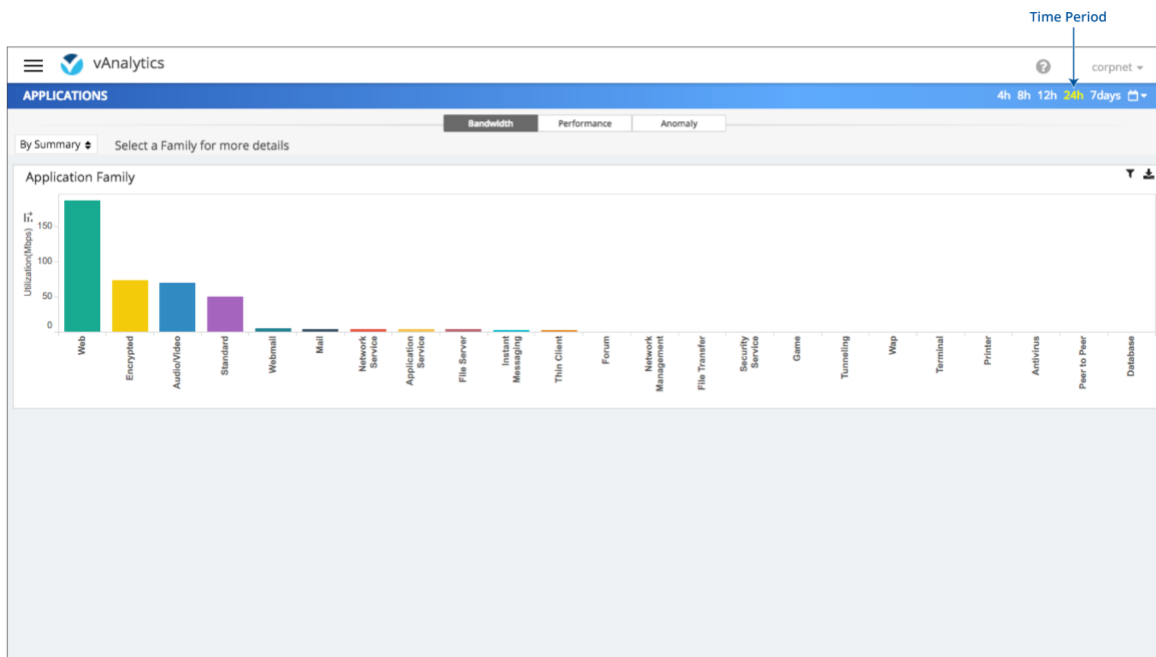 Time Period
vAnalytics
corpnet
APPLICATIONS
4h 8h 12h 24h 7days
Bandwidth Performance Anomaly
By Summary Select a Family for more details
Application Family
Utilization(Mbps)
150
100
50
0
Web
Encrypted
Audio/Video
Standard
Webmail
Mail
Network
Service
Application
Service
File Server
Instant
Messaging
Thin Client
Forum
Network
Management
File Transfer
Security
Service
Game
Tunneling
Wap
Terminal
Printer
Antivirus
Peer to Peer
Database